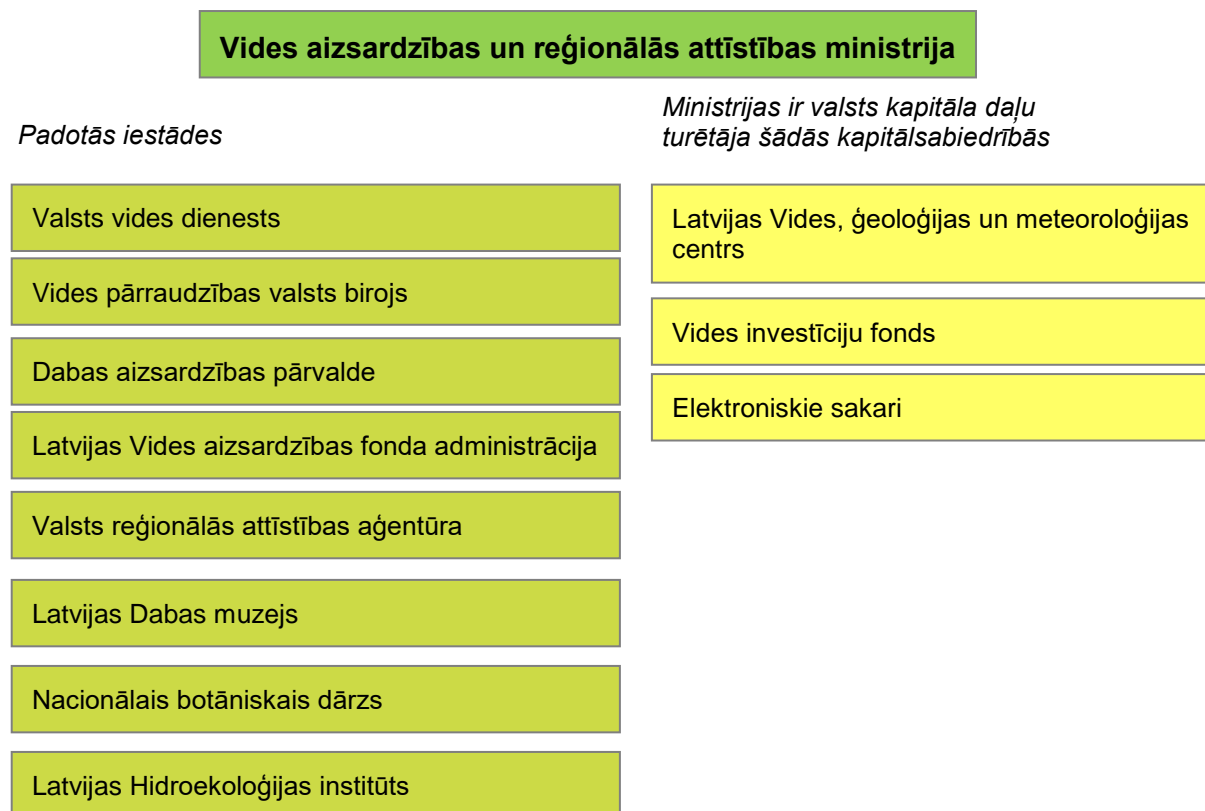 Vides aizsardzības un reģionālās attīstības ministrija
Padotās iestādes
Valsts vides dienests
Vides pārraudzības valsts birojs
Dabas aizsardzības pārvalde
Latvijas Vides aizsardzības fonda administrācija
Valsts reģionālās attīstības aģentūra
Latvijas Dabas muzejs
Nacionālais botāniskais dārzs
Latvijas Hidroekoloģijas institūts
Ministrijas ir valsts kapitāla daļu
turētāja šādās kapitālsabiedrībās
Latvijas Vides, ģeoloģijas un meteoroloģijas
centrs
Vides investīciju fonds
Elektroniskie sakari